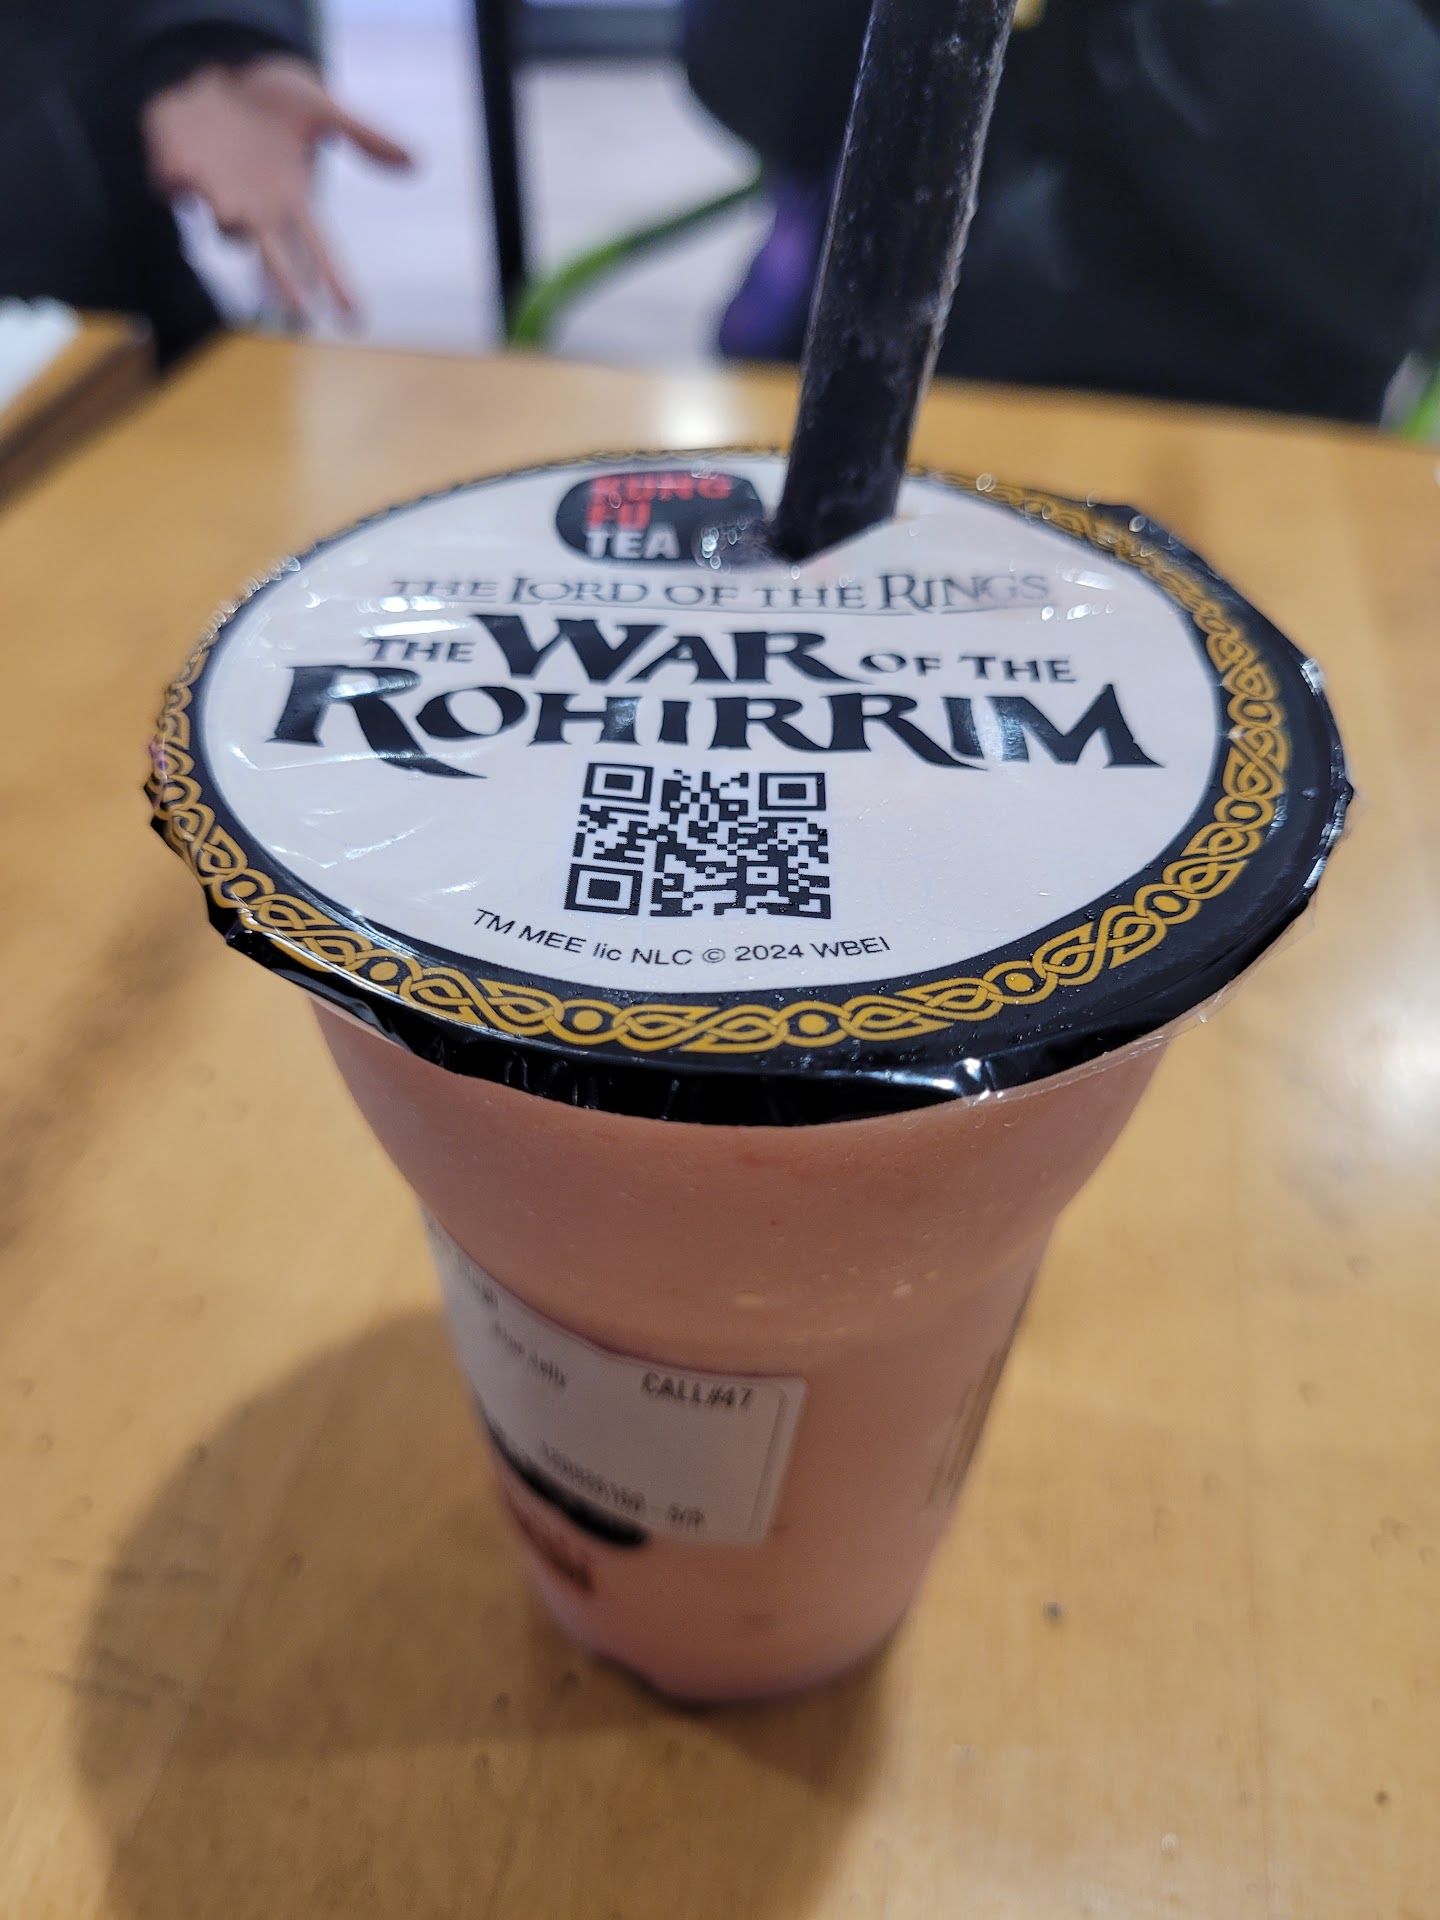 KUNG
FU
TEA
THE LORD OF THE RINGS
THE WAR OF THE
ROHIRRIM
TM MEE lic NLC © 2024 WBEI
Jelly
CALL#47